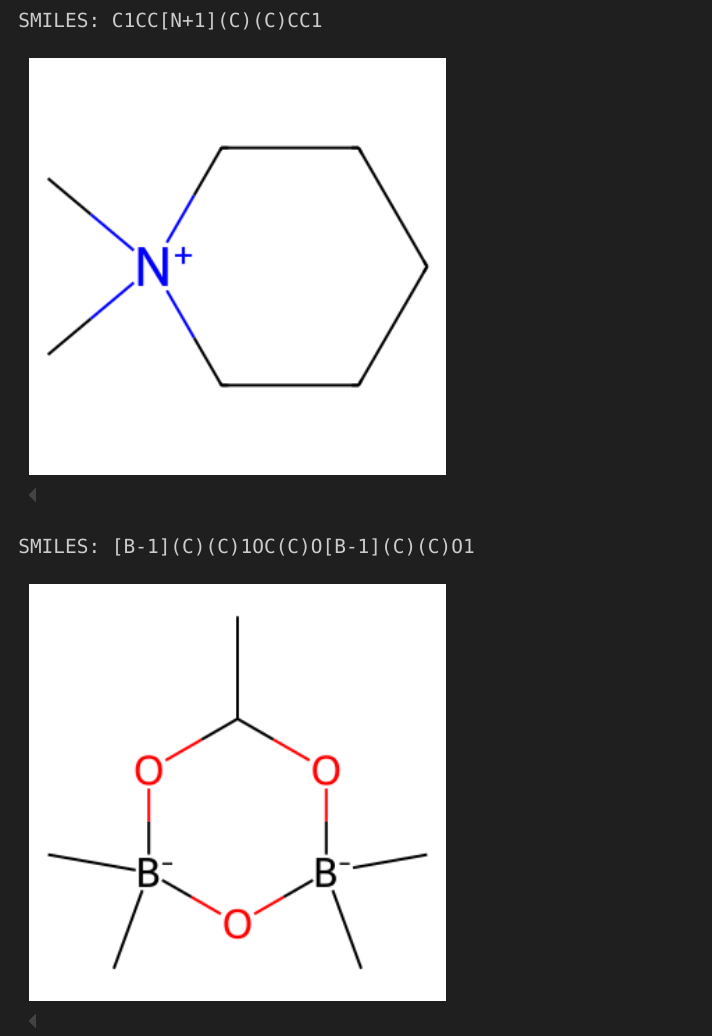 SMILES: C1CC[N+1](C)(C)CC1
N+
SMILES: [B-1](C)(C)1OC(C)O[B-1](C)(C)O1
O O
B- B-
O